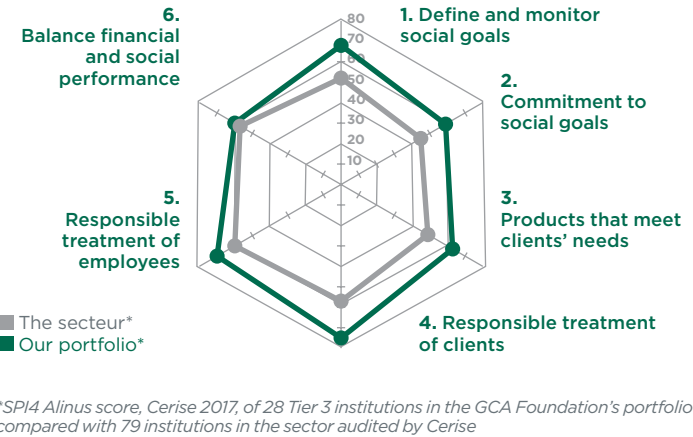 6.
Balance financial
and social
performance
1. Define and monitor
social goals
2.
Commitment to
social goals
3.
Products that meet
clients' needs
4. Responsible treatment
of clients
5.
Responsible
treatment of
employees
80
70
60
50
40
30
20
10
The secteur*
Our portfolio*
*SPI4 Alinus score, Cerise 2017, of 28 Tier 3 institutions in the GCA Foundation's portfolio
compared with 79 institutions in the sector audited by Cerise